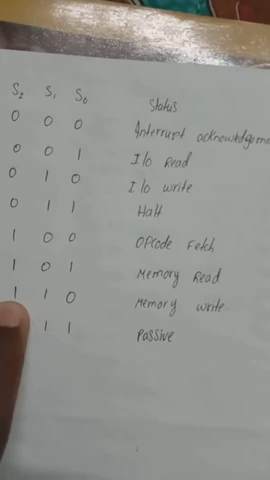 S2 S1 S0 Status
0 0 0 Interrupt acknowledgeme
0 0 1 I/o Read
0 1 0 I/o write
0 1 1 Halt
1 0 0 OPcode Fetch
1 0 1 Memory Read
1 1 0 Memory write
1 1 Passive